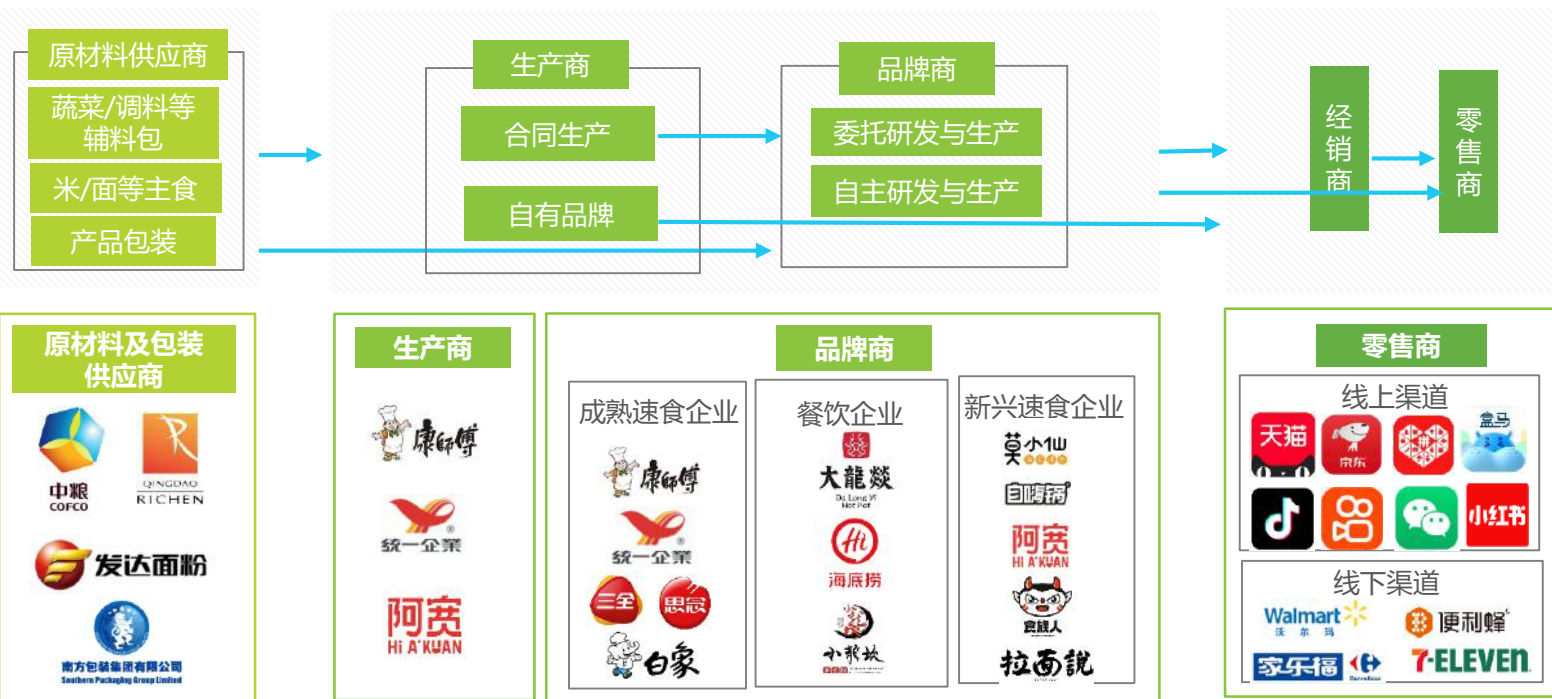 原材料供应商
蔬菜/调料等
辅料包
米/面等主食
产品包装
生产商
合同生产
自有品牌
品牌商
委托研发与生产
自主研发与生产
经销商
零售商
原材料及包装
供应商
中粮
COFCO
QINGDAO
RICHEN
发达面粉
南方包装集团有限公司
Southern Packaging Group Limited
生产商
康師傅
統一企業
阿宽
Hi A'KUAN
品牌商
成熟速食企业
康師傅
統一企業
三全
思念
白象
餐饮企业
大龍燚
Da Long Yi
Hot Pot
Hi
海底捞
小龍坎
新兴速食企业
莫小仙
自嗨锅
阿宽
Hi A'KUAN
食族人
拉面說
零售商
线上渠道
天猫
京东
拼
盒马
小红书
线下渠道
Walmart
沃尔玛
便利蜂
家乐福
Carrefour
7-ELEVEN